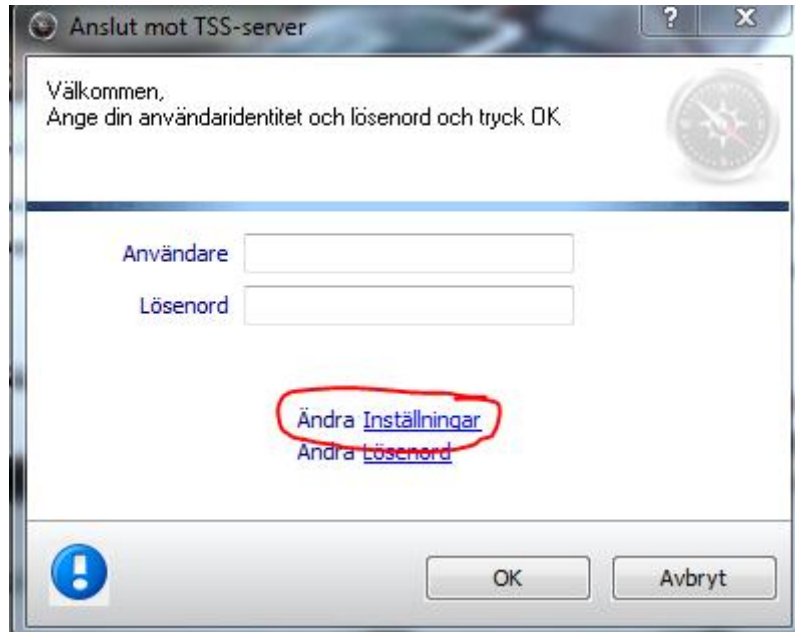 Anslut mot TSS-server
Välkommen,
Ange din användaridentitet och lösenord och tryck OK
Användare
Lösenord
Ändra Inställningar
Ändra Lösenord
OK
Avbryt